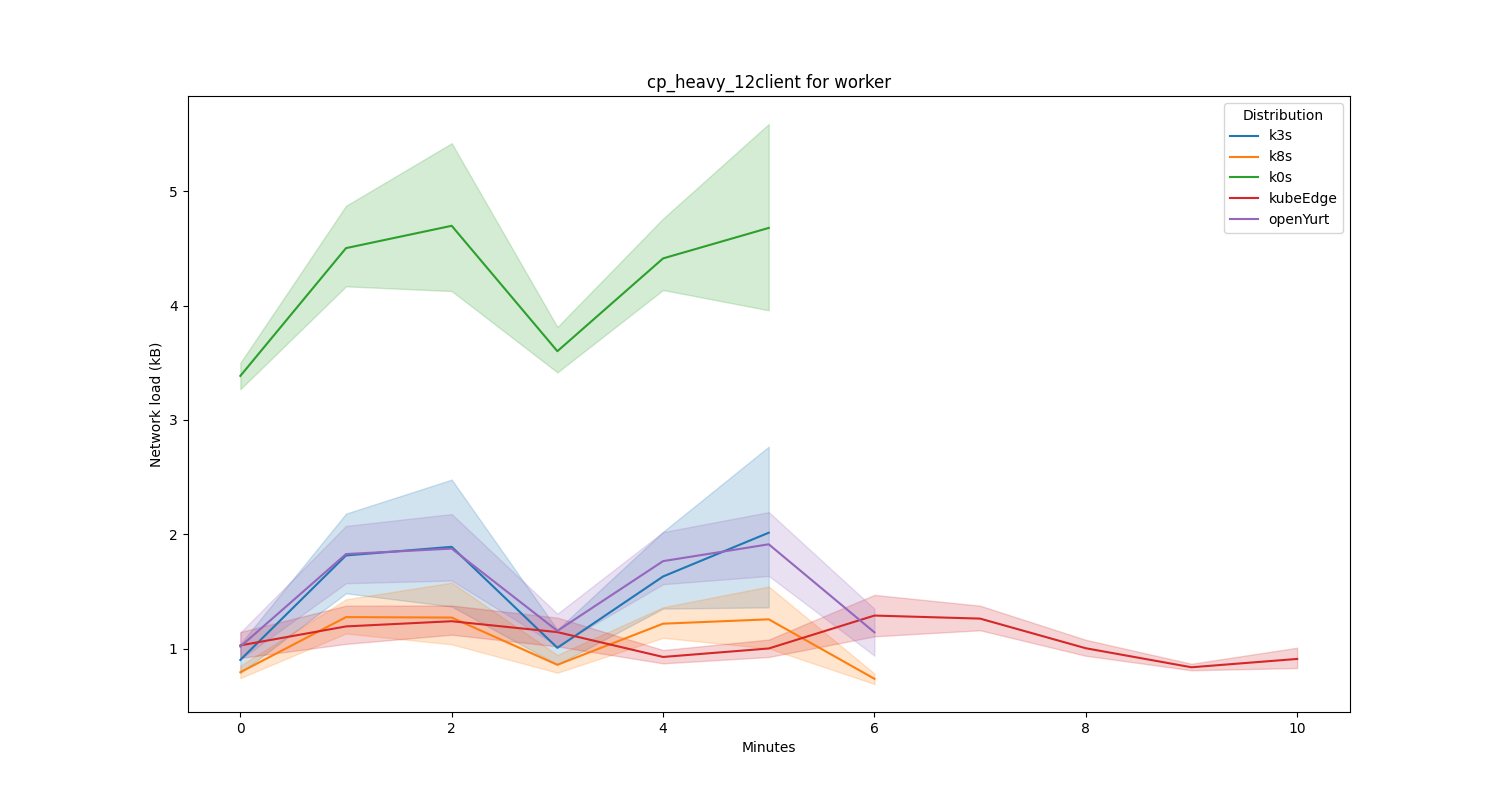 cp_heavy_12client for worker
Distribution
k3s
k8s
k0s
kubeEdge
openYurt
Network load (kB)
5
4
3
2
1
0 2 4 6 8 10
Minutes